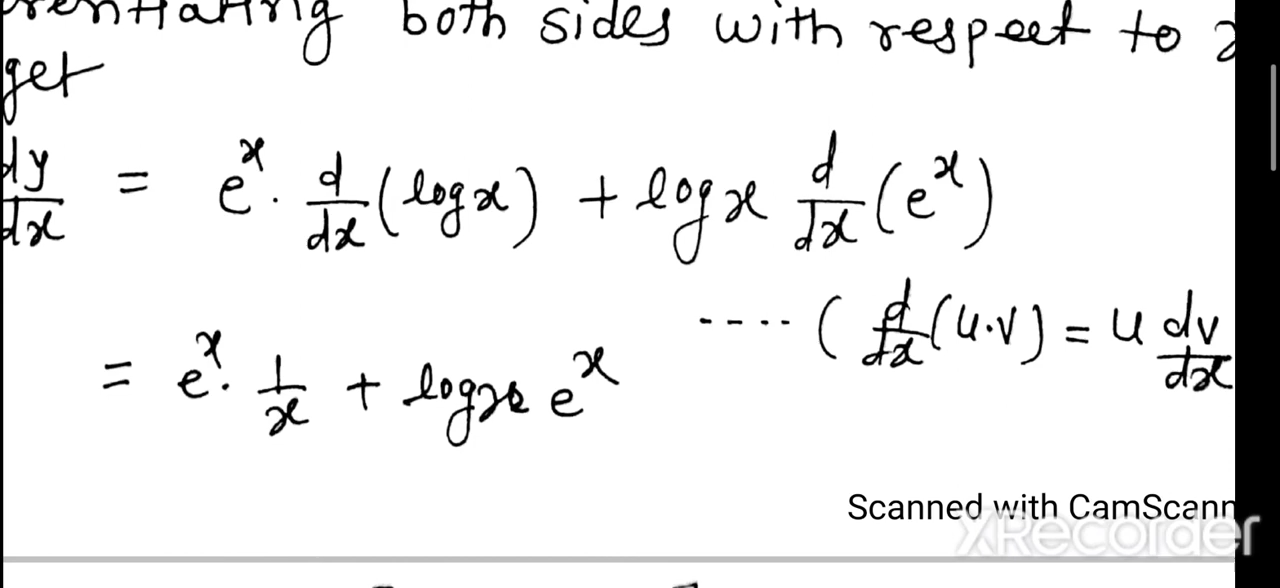 both sides with respect to
get
dy/dx = e^x · d/dx (log x) + log x d/dx (e^x)
---- ( d/dx (u·v) = u dv/dx
= e^x · 1/x + log x e^x
Scanned with CamScann
XRecorder